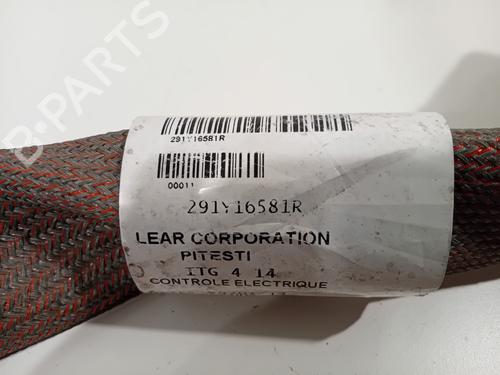 291Y16581R
00011
291Y16581R
LEAR CORPORATION
PITESTI
ITG 4 14
CONTROLE ELECTRIQUE
B-PARTS